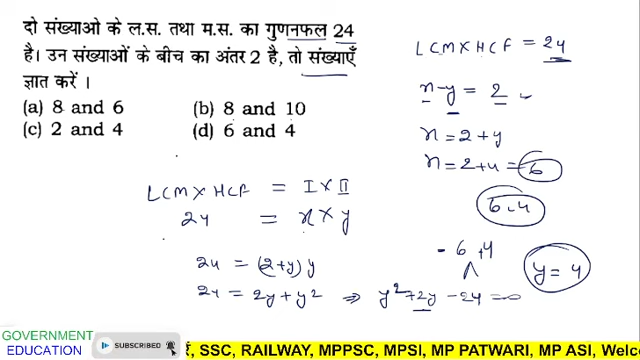 दो संख्याओ के ल.स. तथा म.स. का गुणनफल 24
है। उन संख्याओं के बीच का अंतर 2 है, तो संख्याएँ
ज्ञात करें ।
(a) 8 and 6 (b) 8 and 10
(c) 2 and 4 (d) 6 and 4
LCM X HCF = 24
x - y = 2
x = 2 + y
x = 2 + 4 = 6
6, 4
LCM X HCF = I X II
24 = x X y
24 = (2+y) y
24 = 2y + y² ⇒ y² + 2y - 24 = 0
- 6 + 4
y = 4
GOVERNMENT
EDUCATION
SUBSCRIBED
SSC, RAILWAY, MPPSC, MPSI, MP PATWARI, MP ASI, Welc